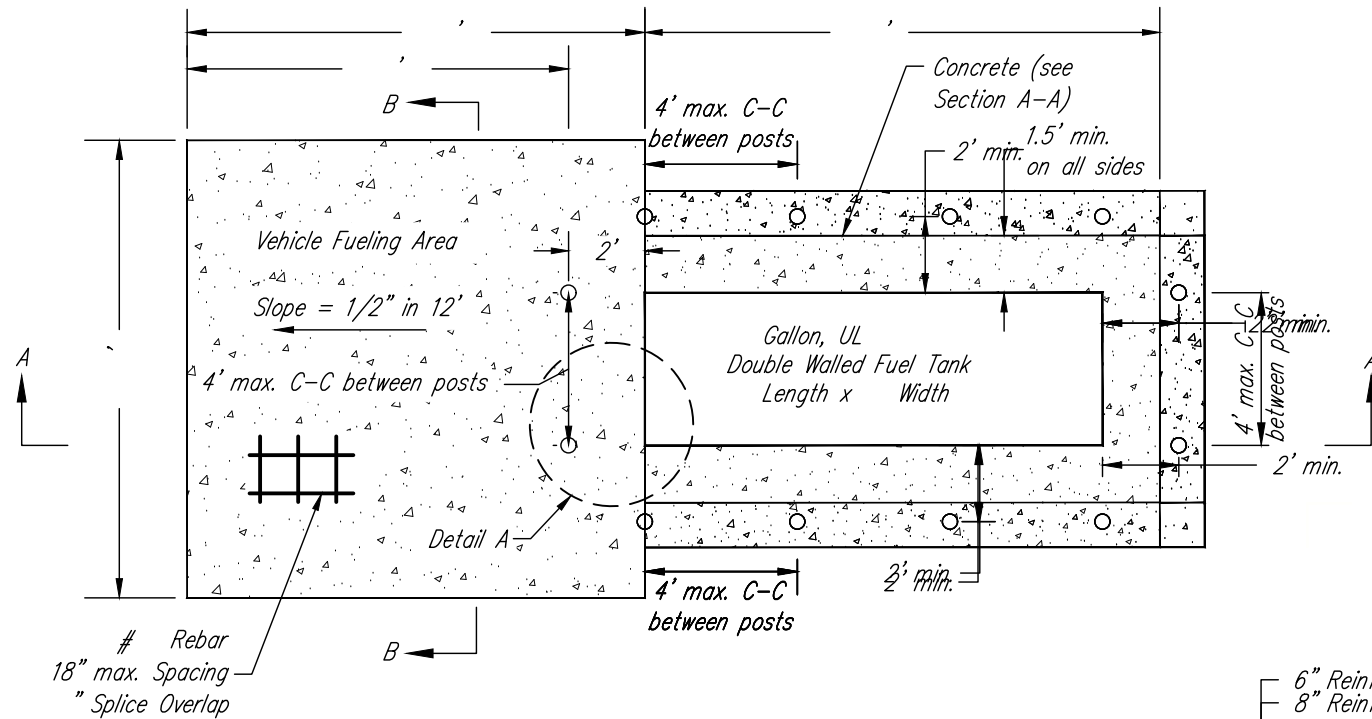 ' '
'
Concrete (see
Section A-A)
B
4' max. C-C
between posts
2' min.
1.5' min.
on all sides
Vehicle Fueling Area
2'
Slope = 1/2" in 12'
'
Gallon, UL
Double Walled Fuel Tank
Length x Width
4' max. C-C between posts
2' min.
4' max. C-C
between posts
A A
2' min.
Detail A
2' min.
4' max. C-C
between posts
B
# Rebar
18" max. Spacing
" Splice Overlap
6" Rein
8" Rein